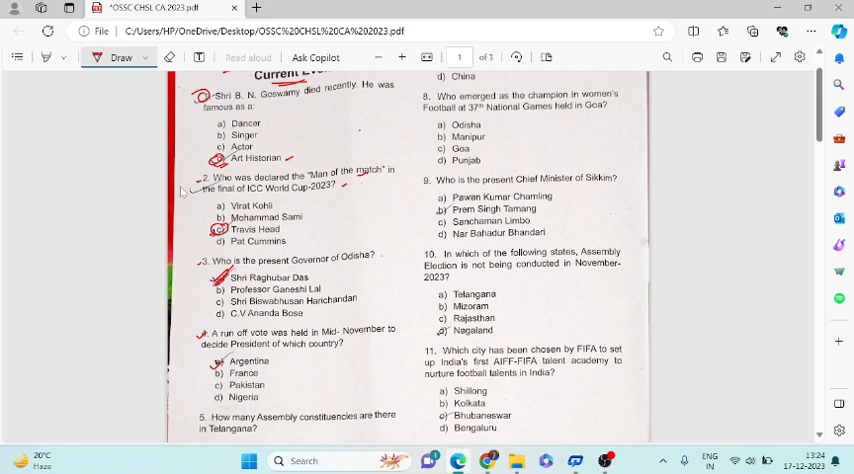 *OSSC CHSL CA 202023.pdf
File
C:/Users/HP/OneDrive/Desktop/OSSC%20CHSL%20CA%202023.pdf
Draw
Read aloud
Ask Copilot
1 of 3
Current
1. Shri B. N. Goswamy died recently. He was
famous as a:
a) Dancer
b) Singer
c) Actor
d) Art Historian
2. Who was declared the "Man of the match" in
the final of ICC World Cup-2023?
a) Virat Kohli
b) Mohammad Sami
c) Travis Head
d) Pat Cummins
3. Who is the present Governor of Odisha?
Shri Raghubar Das
b) Professor Ganeshi Lal
c) Shri Biswabhusan Harichandan
d) C.V Ananda Bose
4. A run off vote was held in Mid- November to
decide President of which country?
a) Argentina
b) France
c) Pakistan
d) Nigeria
5. How many Assembly constituencies are there
in Telangana?
d) China
8. Who emerged as the champion in women's
Football at 37th National Games held in Goa?
a) Odisha
b) Manipur
c) Goa
d) Punjab
9. Who is the present Chief Minister of Sikkim?
a) Pawan Kumar Chamling
b) Prem Singh Tamang
c) Sanchaman Limbo
d) Nar Bahadur Bhandari
10. In which of the following states, Assembly
Election is not being conducted in November-
2023?
a) Telangana
b) Mizoram
c) Rajasthan
d) Nagaland
11. Which city has been chosen by FIFA to set
up India's first AIFF-FIFA talent academy to
nurture football talents in India?
a) Shillong
b) Kolkata
c) Bhubaneswar
d) Bengaluru
20°C
Haze
Search
ENG
IN
13:24
17-12-2023